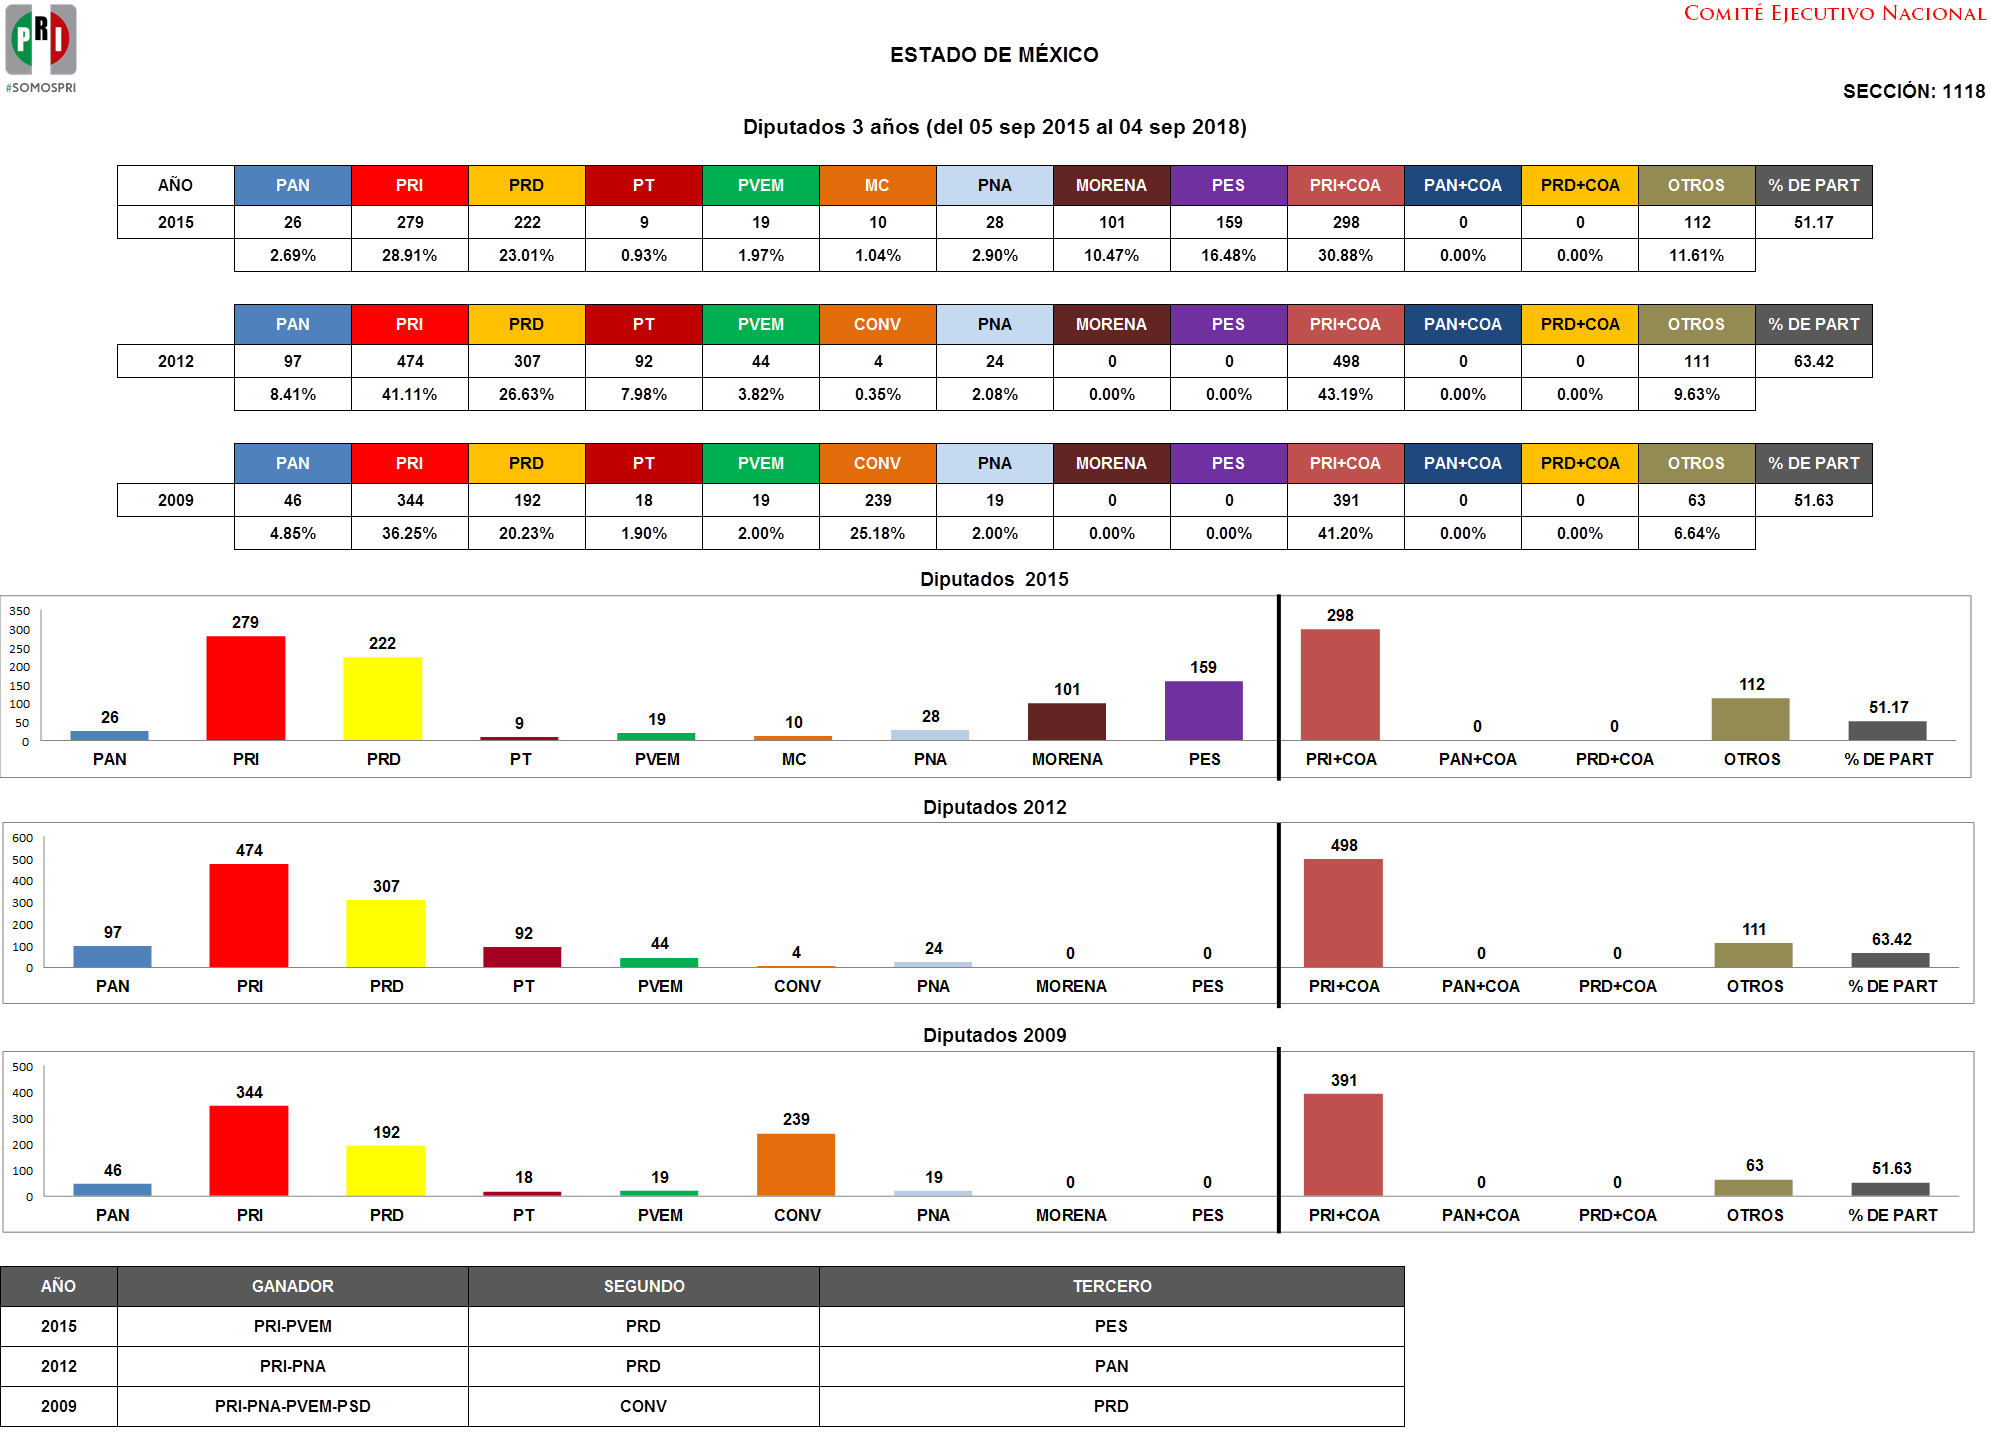 PRI
#SOMOSPRI
COMITÉ EJECUTIVO NACIONAL
ESTADO DE MÉXICO
SECCIÓN: 1118
Diputados 3 años (del 05 sep 2015 al 04 sep 2018)
AÑO PAN PRI PRD PT PVEM MC PNA MORENA PES PRI+COA PAN+COA PRD+COA OTROS % DE PART
2015 26 279 222 9 19 10 28 101 159 298 0 0 112 51.17
2.69% 28.91% 23.01% 0.93% 1.97% 1.04% 2.90% 10.47% 16.48% 30.88% 0.00% 0.00% 11.61%
PAN PRI PRD PT PVEM CONV PNA MORENA PES PRI+COA PAN+COA PRD+COA OTROS % DE PART
2012 97 474 307 92 44 4 24 0 0 498 0 0 111 63.42
8.41% 41.11% 26.63% 7.98% 3.82% 0.35% 2.08% 0.00% 0.00% 43.19% 0.00% 0.00% 9.63%
PAN PRI PRD PT PVEM CONV PNA MORENA PES PRI+COA PAN+COA PRD+COA OTROS % DE PART
2009 46 344 192 18 19 239 19 0 0 391 0 0 63 51.63
4.85% 36.25% 20.23% 1.90% 2.00% 25.18% 2.00% 0.00% 0.00% 41.20% 0.00% 0.00% 6.64%
Diputados 2015
350
300
250
200
150
100
50
0
26 279 222 9 19 10 28 101 159 298 0 0 112 51.17
PAN PRI PRD PT PVEM MC PNA MORENA PES PRI+COA PAN+COA PRD+COA OTROS % DE PART
Diputados 2012
600
500
400
300
200
100
0
97 474 307 92 44 4 24 0 0 498 0 0 111 63.42
PAN PRI PRD PT PVEM CONV PNA MORENA PES PRI+COA PAN+COA PRD+COA OTROS % DE PART
Diputados 2009
500
400
300
200
100
0
46 344 192 18 19 239 19 0 0 391 0 0 63 51.63
PAN PRI PRD PT PVEM CONV PNA MORENA PES PRI+COA PAN+COA PRD+COA OTROS % DE PART
AÑO GANADOR SEGUNDO TERCERO
2015 PRI-PVEM PRD PES
2012 PRI-PNA PRD PAN
2009 PRI-PNA-PVEM-PSD CONV PRD